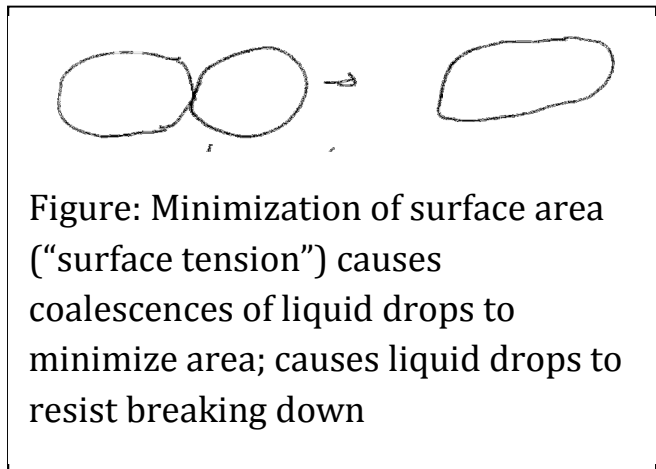 Figure: Minimization of surface area
(“surface tension”) causes
coalescences of liquid drops to
minimize area; causes liquid drops to
resist breaking down